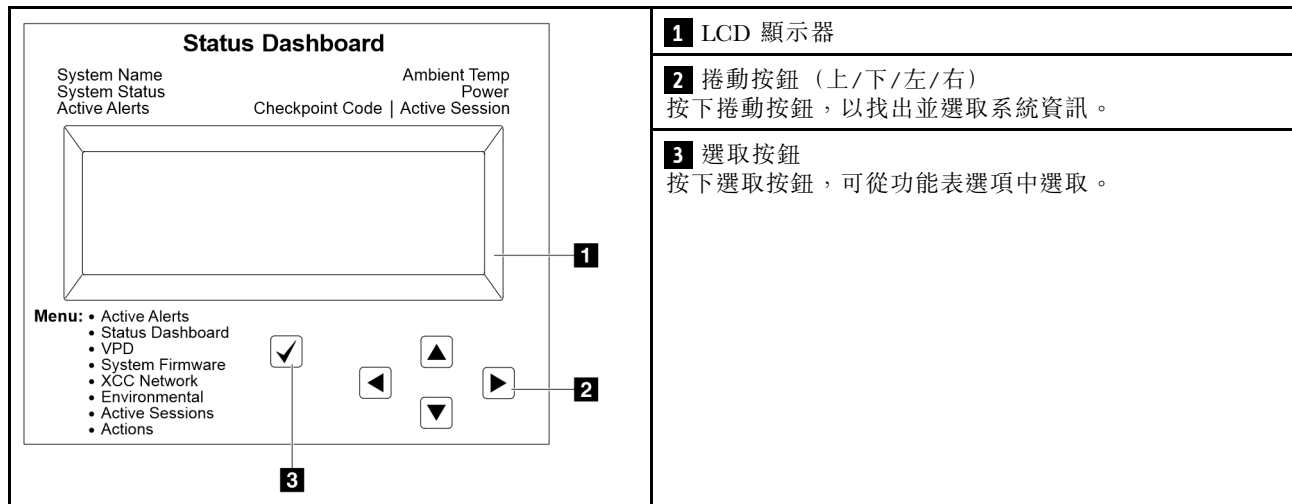 Status Dashboard
System Name
System Status
Active Alerts
Ambient Temp
Power
Checkpoint Code | Active Session
1
Menu: • Active Alerts
• Status Dashboard
• VPD
• System Firmware
• XCC Network
• Environmental
• Active Sessions
• Actions
2
3
1 LCD 顯示器
2 捲動按鈕（上/下/左/右）
按下捲動按鈕，以找出並選取系統資訊。
3 選取按鈕
按下選取按鈕，可從功能表選項中選取。